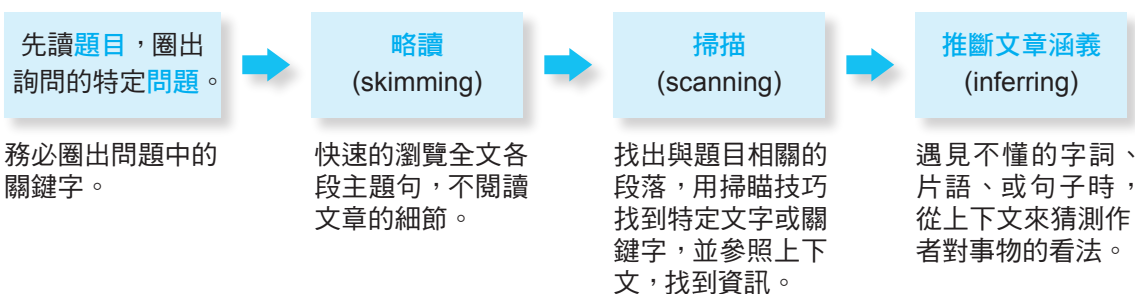 先讀題目，圈出
詢問的特定問題。
務必圈出問題中的
關鍵字。
略讀
(skimming)
快速的瀏覽全文各
段主題句，不閱讀
文章的細節。
掃描
(scanning)
找出與題目相關的
段落，用掃瞄技巧
找到特定文字或關
鍵字，並參照上下
文，找到資訊。
推斷文章涵義
(inferring)
遇見不懂的字詞、
片語、或句子時，
從上下文來猜測作
者對事物的看法。